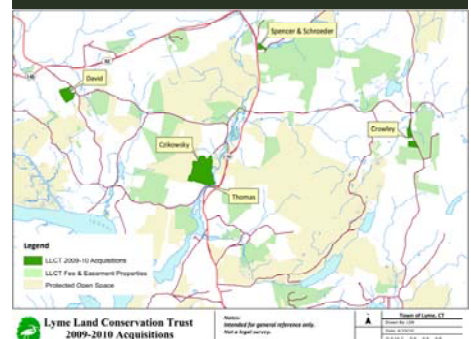 Spencer & Schroeder
David
Crowley
Czikowsky
Thomas
Legend
LLCT 2009-10 Acquisitions
LLCT Fee & Easement Properties
Protected Open Space
Lyme Land Conservation Trust
2009-2010 Acquisitions
Notes:
Intended for general reference only.
Not a legal survey.
Town of Lyme, CT